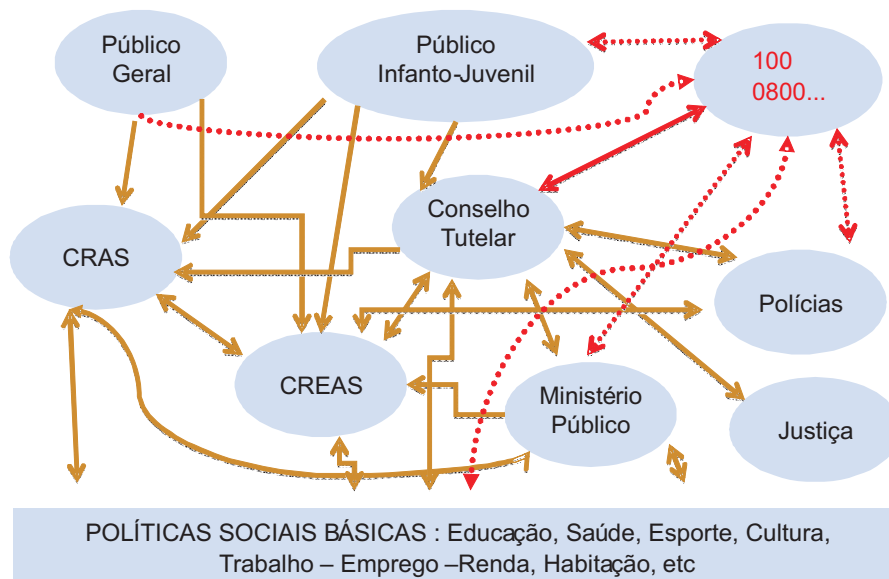 Público
Geral
Público
Infanto-Juvenil
100
0800...
Conselho
Tutelar
CRAS
Polícias
CREAS
Ministério
Público
Justiça
POLÍTICAS SOCIAIS BÁSICAS : Educação, Saúde, Esporte, Cultura,
Trabalho – Emprego –Renda, Habitação, etc